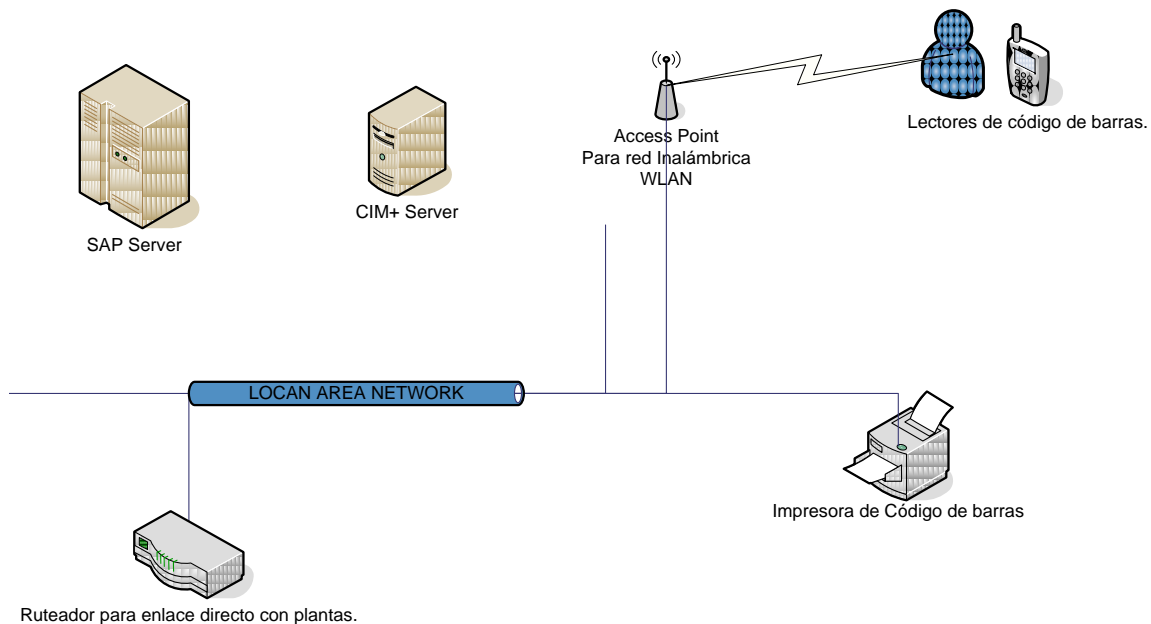 Lectores de código de barras.
Access Point
Para red Inalámbrica
WLAN
CIM+ Server
SAP Server
LOCAN AREA NETWORK
Impresora de Código de barras
Ruteador para enlace directo con plantas.